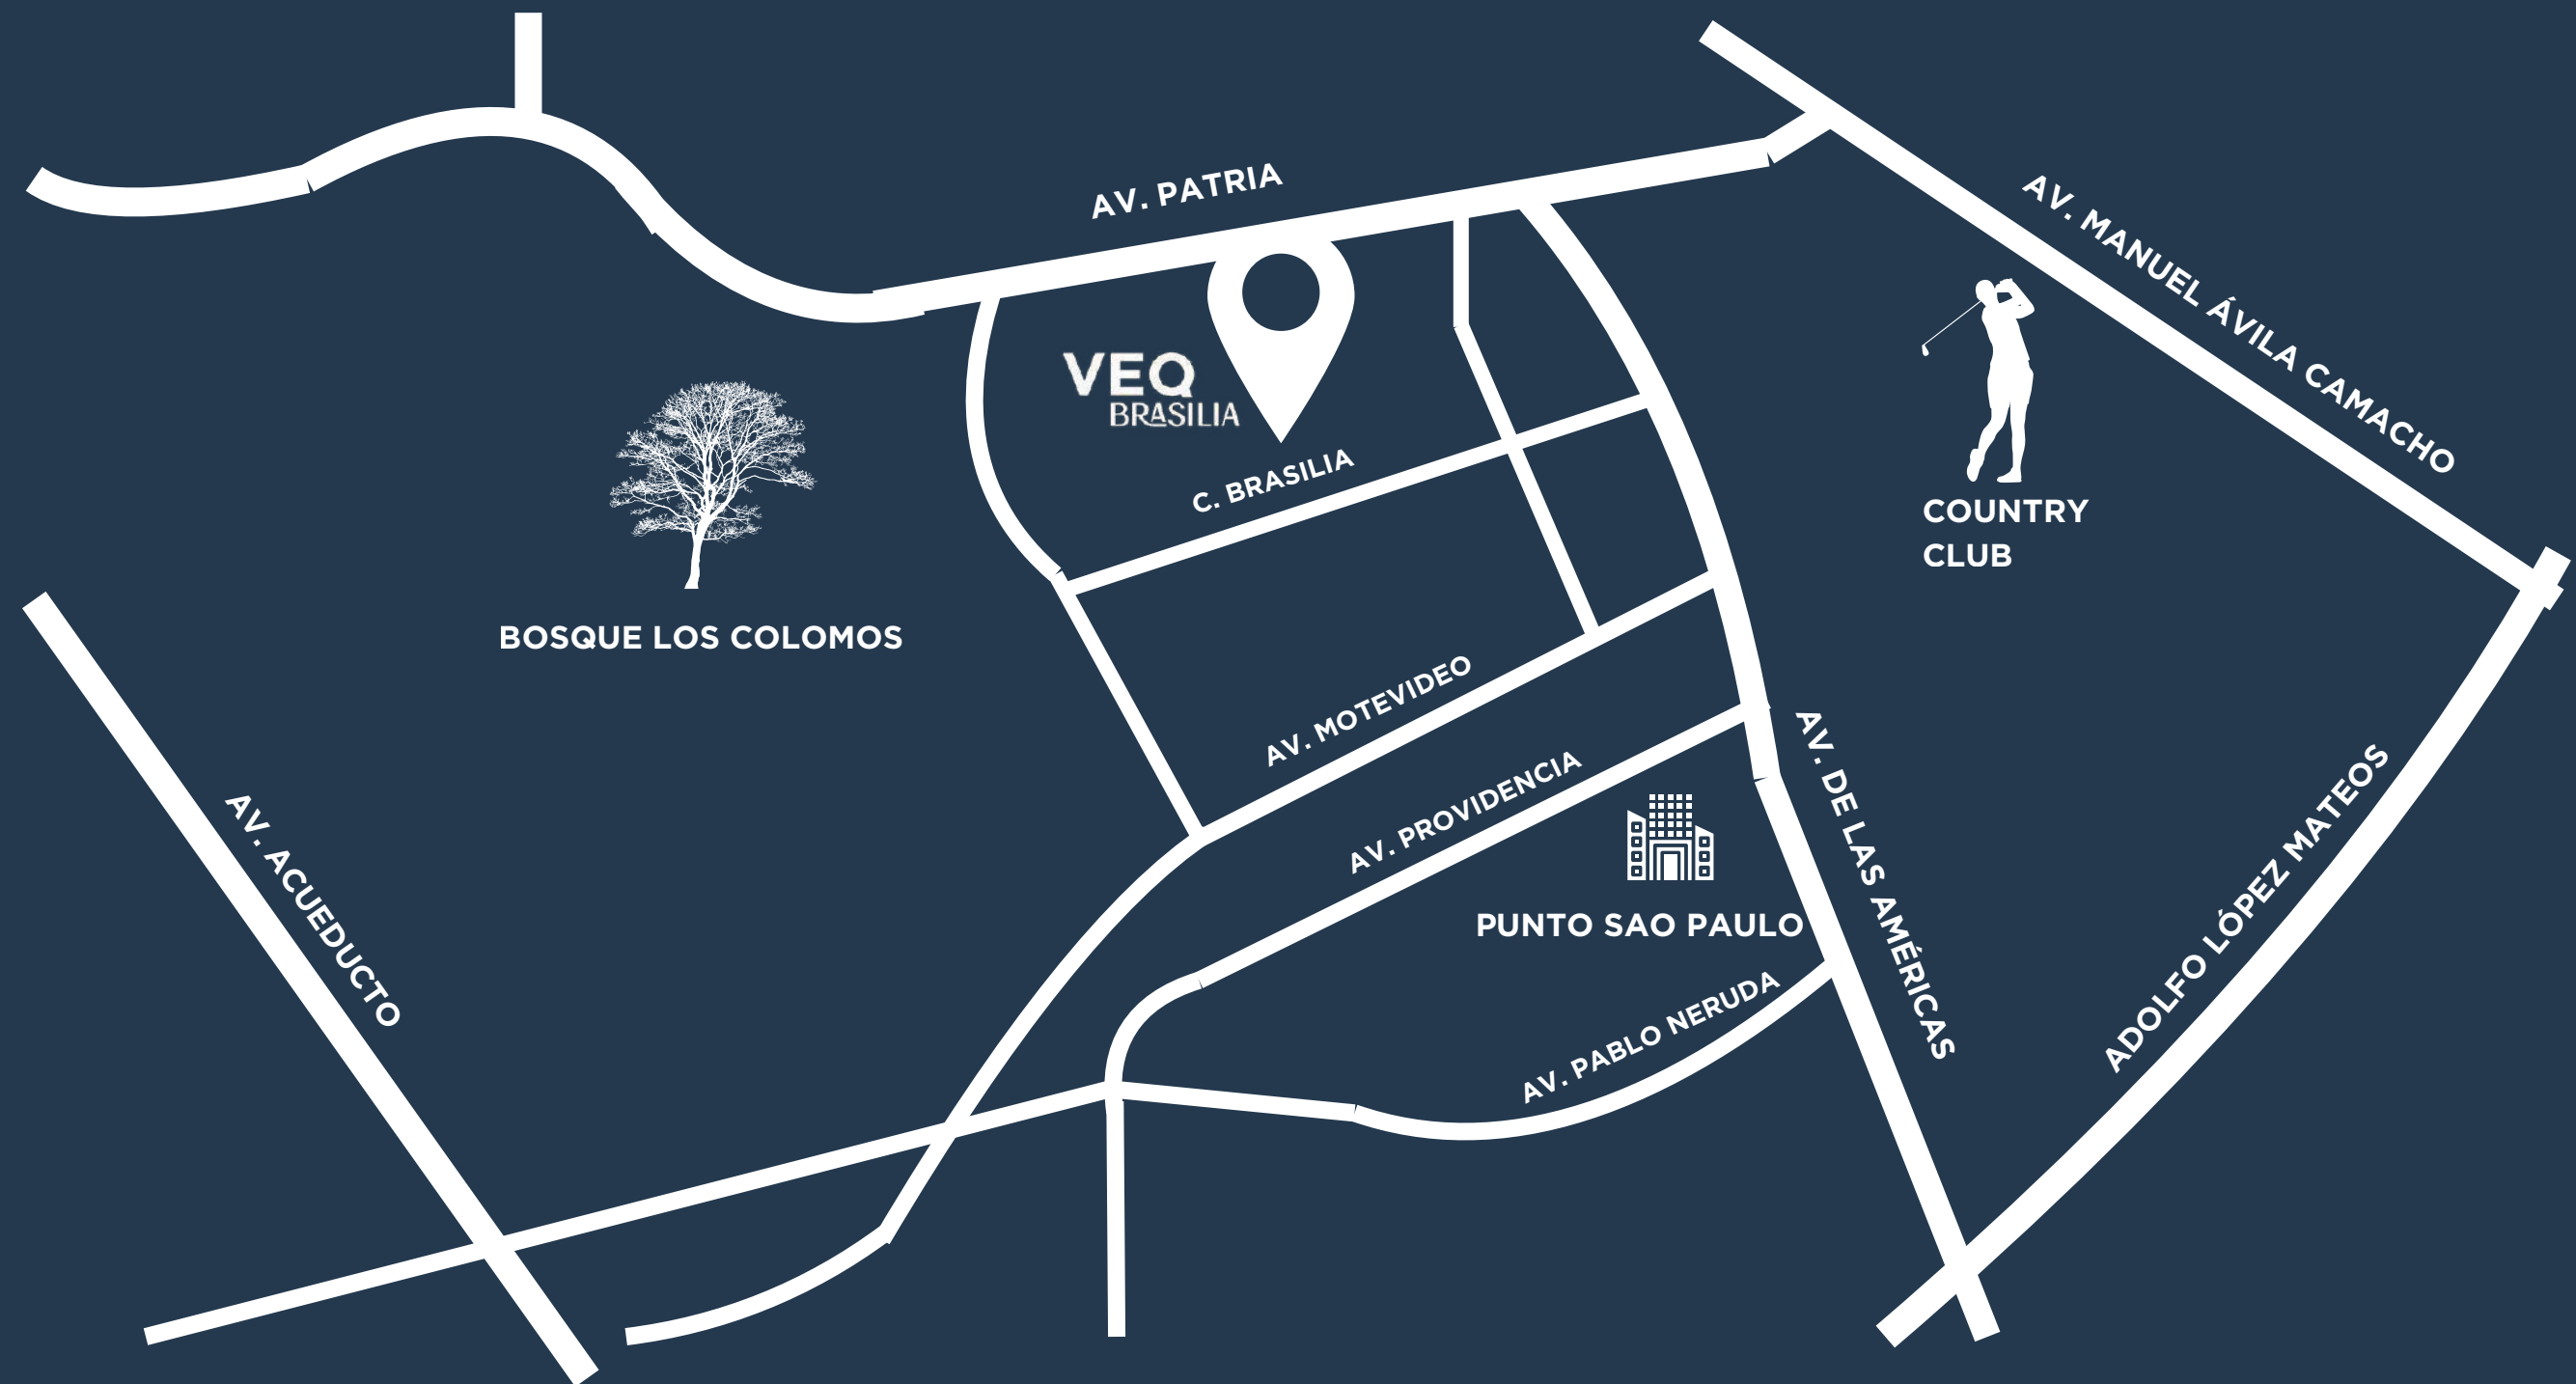 AV. PATRIA
AV. MANUEL ÁVILA CAMACHO
VEQ
BRASILIA
C. BRASILIA
COUNTRY
CLUB
BOSQUE LOS COLOMOS
AV. MOTEVIDEO
AV. PROVIDENCIA
AV. DE LAS AMÉRICAS
ADOLFO LÓPEZ MATEOS
AV. ACUEDUCTO
PUNTO SAO PAULO
AV. PABLO NERUDA